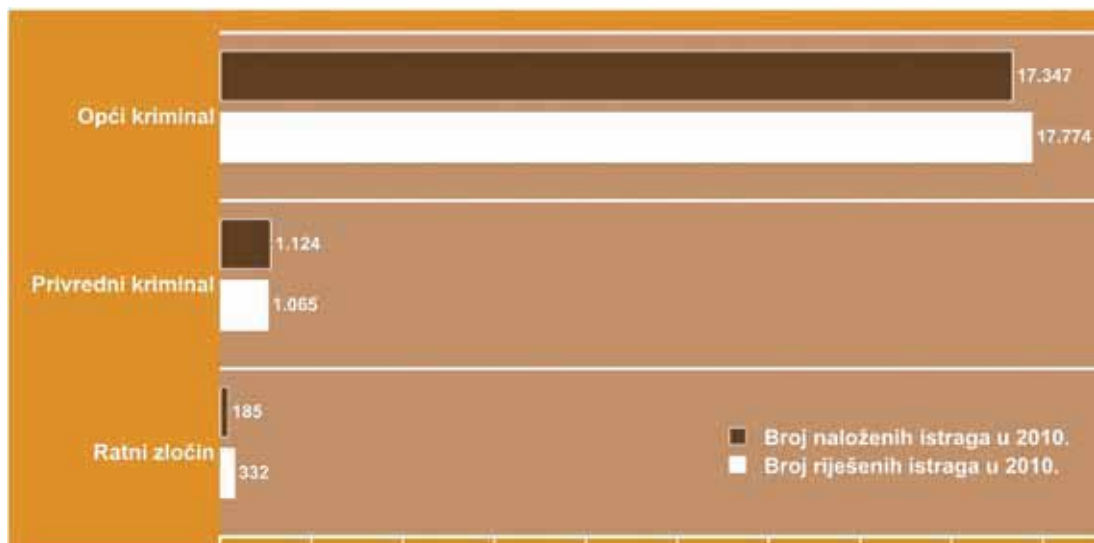 17.347
Opći kriminal
17.774
1.124
Privredni kriminal
1.065
185
Ratni zločin
332
Broj naloženih istraga u 2010.
Broj riješenih istraga u 2010.